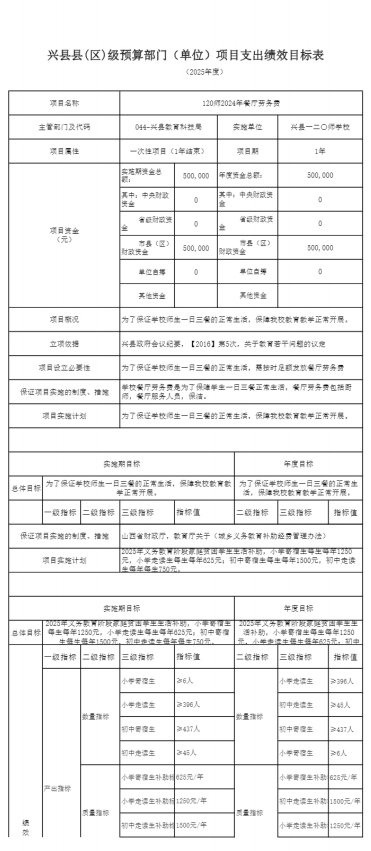 兴县县(区)级预算部门（单位）项目支出绩效目标表
（2025年度）
项目名称 120师2024年餐厅劳务费
主管部门及代码 044-兴县教育科技局 实施单位 兴县一二〇师学校
项目属性 一次性项目（1年结束） 项目期 1年
项目资金（元）
实施期资金总额： 500,000 年度资金总额： 500,000
其中：中央财政资金 0 其中：中央财政资金 0
省级财政资金 0 省级财政资金 0
市县（区）财政资金 500,000 市县（区）财政资金 500,000
单位自筹 0 单位自筹 0
其他资金 其他资金
项目概况 为了保证学校师生一日三餐的正常生活，保障我校教育教学正常开展。
立项依据 兴县政府会议纪要，【2016】第5次，关于教育若干问题的议定
项目设立必要性 为了保证学校师生一日三餐的正常生活，需按时足额发放餐厅劳务费
保证项目实施的制度、措施 学校餐厅劳务费是为了保障学生一日三餐正常生活，餐厅劳务费包括厨师，餐厅服务人员，保洁。
项目实施计划 为了保证学校师生一日三餐的正常生活，保障我校教育教学正常开展。
实施期目标 年度目标
总体目标 为了保证学校师生一日三餐的正常生活，保障我校教育教学正常开展。 为了保证学校师生一日三餐的正常生活，保障我校教育教学正常开展。
一级指标 二级指标 三级指标 指标值 二级指标 三级指标 指标值
保证项目实施的制度、措施 山西省财政厅，教育厅关于（城乡义务教育补助经费管理办法）
项目实施计划 2025年义务教育阶段家庭贫困学生生活补助，小学寄宿生每生每年1250元，小学走读生每生每年625元；初中寄宿生每生每年1500元，初中走读生每年750元。
实施期目标 年度目标
总体目标 2025年义务教育阶段家庭贫困学生生活补助，小学寄宿生每生每年1250元，小学走读生每生每年625元；初中寄宿生每生每年1500元，初中走读生每生每年750元。 2025年义务教育阶段家庭贫困学生生活补助，小学寄宿生每生每年1250元，小学走读生每生每年625元；初中
一级指标 二级指标 三级指标 指标值 二级指标 三级指标 指标值
绩效
产出指标
数量指标 小学寄宿生 ≥6人 数量指标 小学走读生 ≥396人
小学走读生 ≥396人 初中走读生 ≥45人
初中寄宿生 ≥437人 初中寄宿生 ≥437人
初中走读生 ≥45人 小学寄宿生 ≥6人
质量指标 小学寄宿生补助标 625元/年 质量指标 小学走读生补助标 625元/年
小学走读生补助标 1250元/年 初中走读生补助标 1500元/年
初中走读生补助标 1500元/年 小学寄宿生补助标 1250元/年